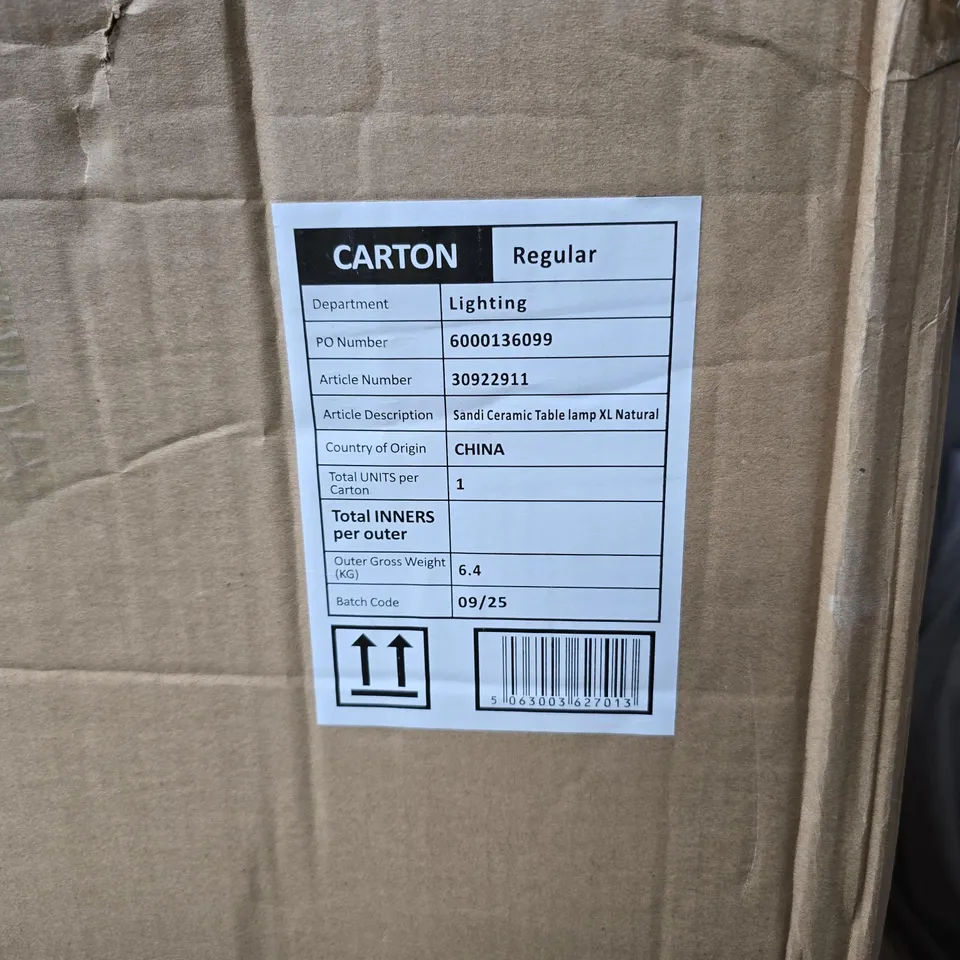 CARTON Regular
Department Lighting
PO Number 6000136099
Article Number 30922911
Article Description Sandi Ceramic Table lamp XL Natural
Country of Origin CHINA
Total UNITS per
Carton 1
Total INNERS
per outer
Outer Gross Weight
(KG) 6.4
Batch Code 09/25
5 063003 627013